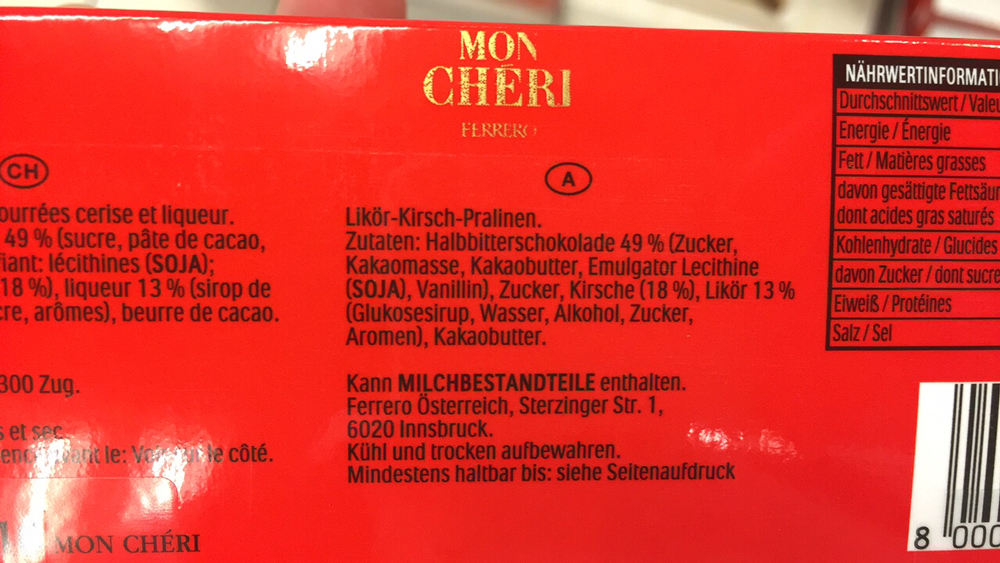 MON
CHÉRI
FERRERO
CH
ourrées cerise et liqueur.
49 % (sucre, pâte de cacao,
fiant: lécithines (SOJA);
18 %), liqueur 13 % (sirop de
cre, arômes), beurre de cacao.
300 Zug.
s et sec.
le côté.
MON CHÉRI
A
Likör-Kirsch-Pralinen.
Zutaten: Halbbitterschokolade 49 % (Zucker,
Kakaomasse, Kakaobutter, Emulgator Lecithine
(SOJA), Vanillin), Zucker, Kirsche (18 %), Likör 13 %
(Glukosesirup, Wasser, Alkohol, Zucker,
Aromen), Kakaobutter.
Kann MILCHBESTANDTEILE enthalten.
Ferrero Österreich, Sterzinger Str. 1,
6020 Innsbruck.
Kühl und trocken aufbewahren.
Mindestens haltbar bis: siehe Seitenaufdruck
NÄHRWERTINFORMATI
Durchschnittswert / Valeu
Energie / Énergie
Fett / Matières grasses
davon gesättigte Fettsäur
dont acides gras saturés
Kohlenhydrate / Glucides
davon Zucker / dont sucre
Eiweiß / Protéines
Salz / Sel
8 000